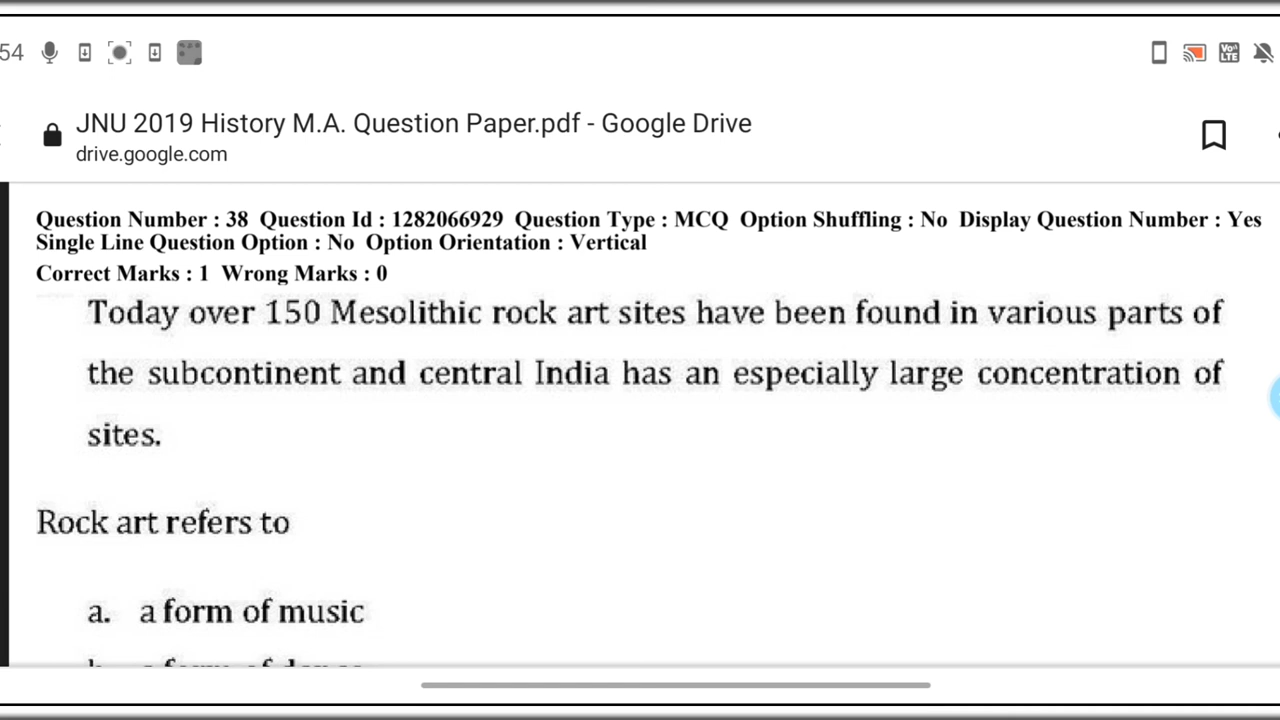 54
Vo LTE
JNU 2019 History M.A. Question Paper.pdf - Google Drive
drive.google.com
Question Number : 38 Question Id : 1282066929 Question Type : MCQ Option Shuffling : No Display Question Number : Yes
Single Line Question Option : No Option Orientation : Vertical
Correct Marks : 1 Wrong Marks : 0
Today over 150 Mesolithic rock art sites have been found in various parts of
the subcontinent and central India has an especially large concentration of
sites.
Rock art refers to
a. a form of music